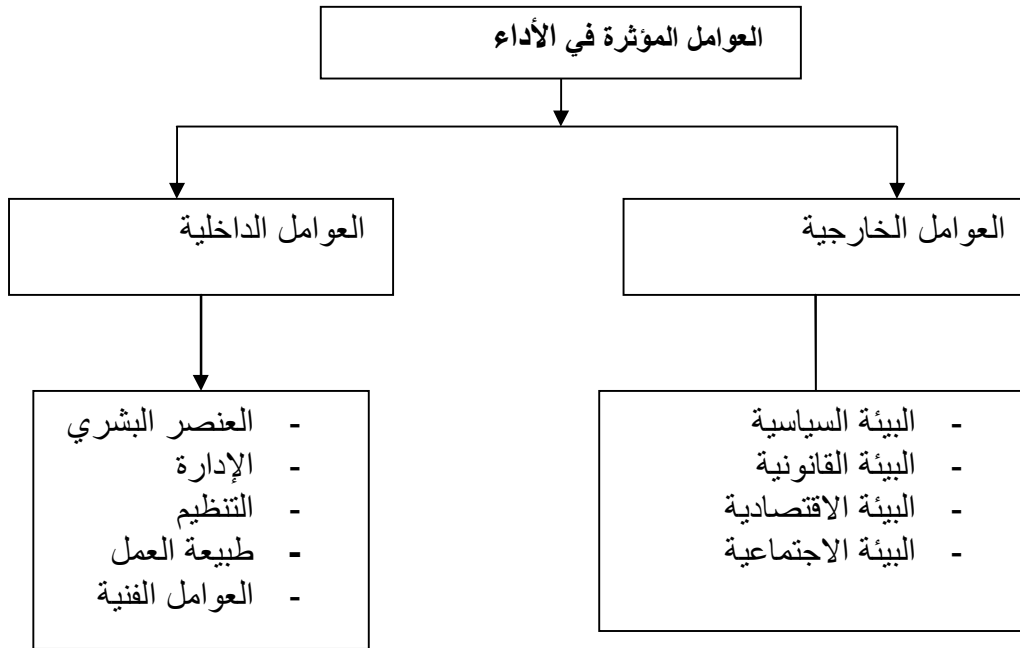 العوامل المؤثرة في الأداء
العوامل الخارجية
العوامل الداخلية
- البيئة السياسية
- البيئة القانونية
- البيئة الاقتصادية
- البيئة الاجتماعية
- العنصر البشري
- الإدارة
- التنظيم
- طبيعة العمل
- العوامل الفنية